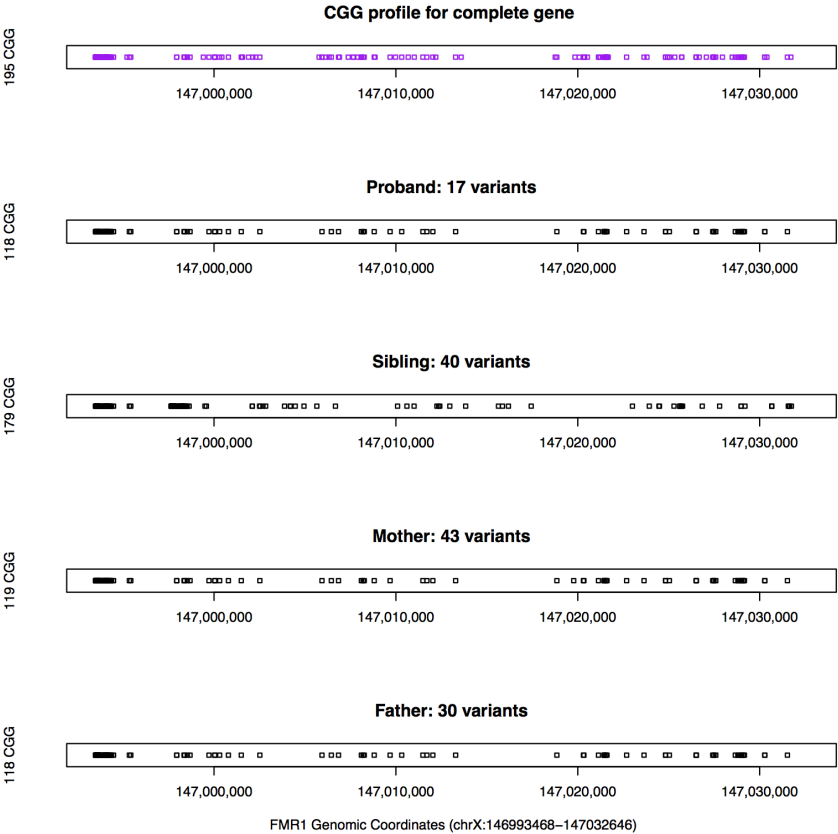 CGG profile for complete gene
195 CGG
147,000,000 147,010,000 147,020,000 147,030,000
Proband: 17 variants
118 CGG
147,000,000 147,010,000 147,020,000 147,030,000
Sibling: 40 variants
179 CGG
147,000,000 147,010,000 147,020,000 147,030,000
Mother: 43 variants
119 CGG
147,000,000 147,010,000 147,020,000 147,030,000
Father: 30 variants
118 CGG
147,000,000 147,010,000 147,020,000 147,030,000
FMR1 Genomic Coordinates (chrX:146993468−147032646)